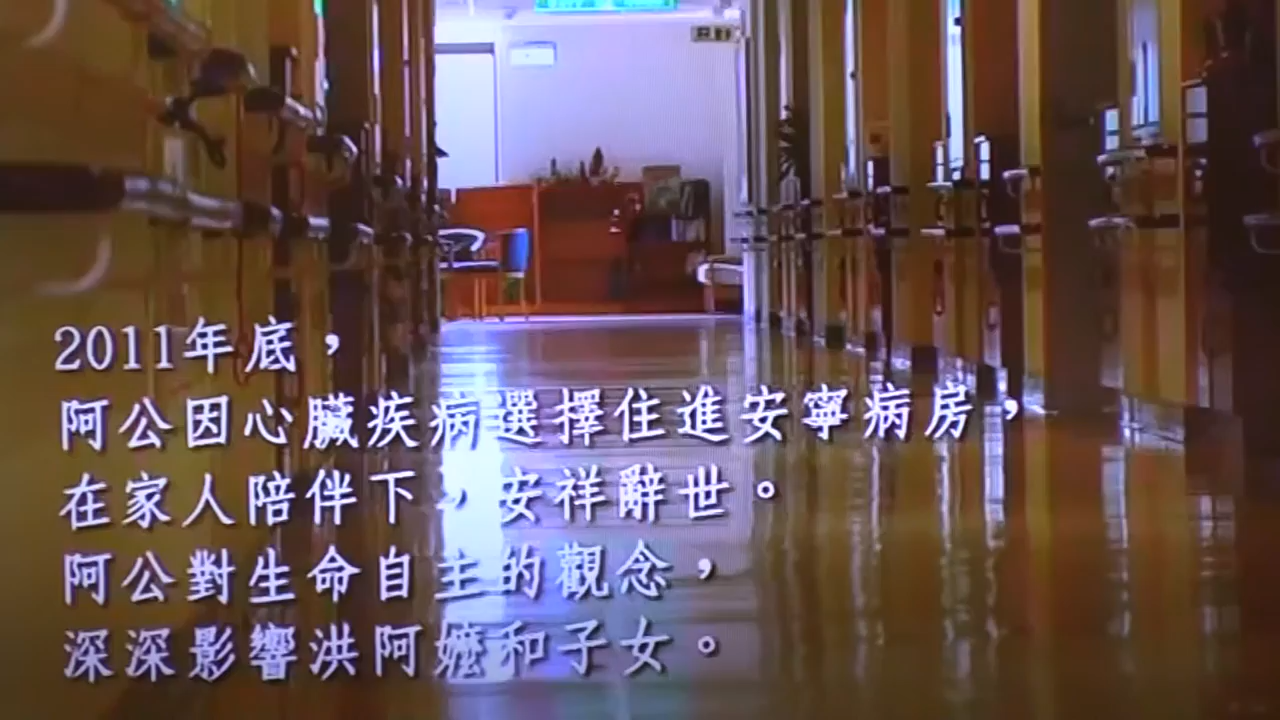 2011年底，
阿公因心臟疾病選擇住進安寧病房，
在家人陪伴下，安祥辭世。
阿公對生命自主的觀念，
深深影響洪阿嬤和子女。